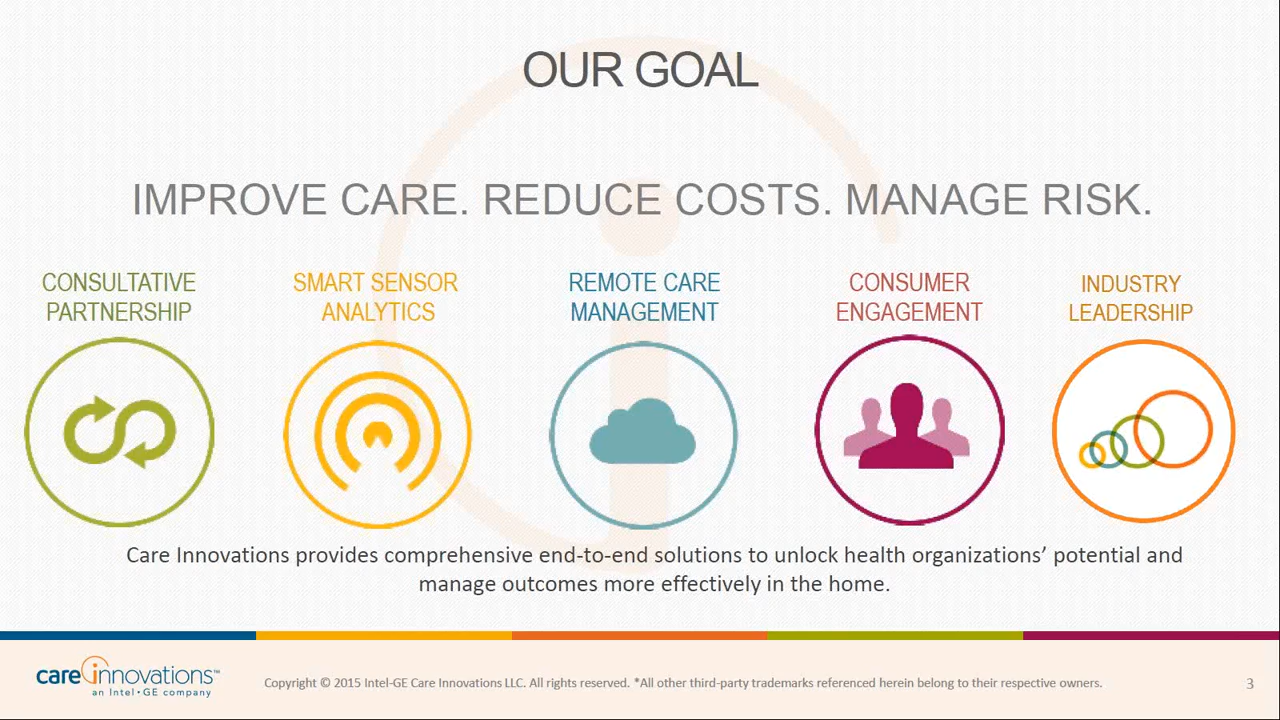 OUR GOAL
IMPROVE CARE. REDUCE COSTS. MANAGE RISK.
CONSULTATIVE
PARTNERSHIP
SMART SENSOR
ANALYTICS
REMOTE CARE
MANAGEMENT
CONSUMER
ENGAGEMENT
INDUSTRY
LEADERSHIP
Care Innovations provides comprehensive end-to-end solutions to unlock health organizations’ potential and
manage outcomes more effectively in the home.
careinnovations™
an Intel•GE company
Copyright © 2015 Intel-GE Care Innovations LLC. All rights reserved. *All other third-party trademarks referenced herein belong to their respective owners.
3